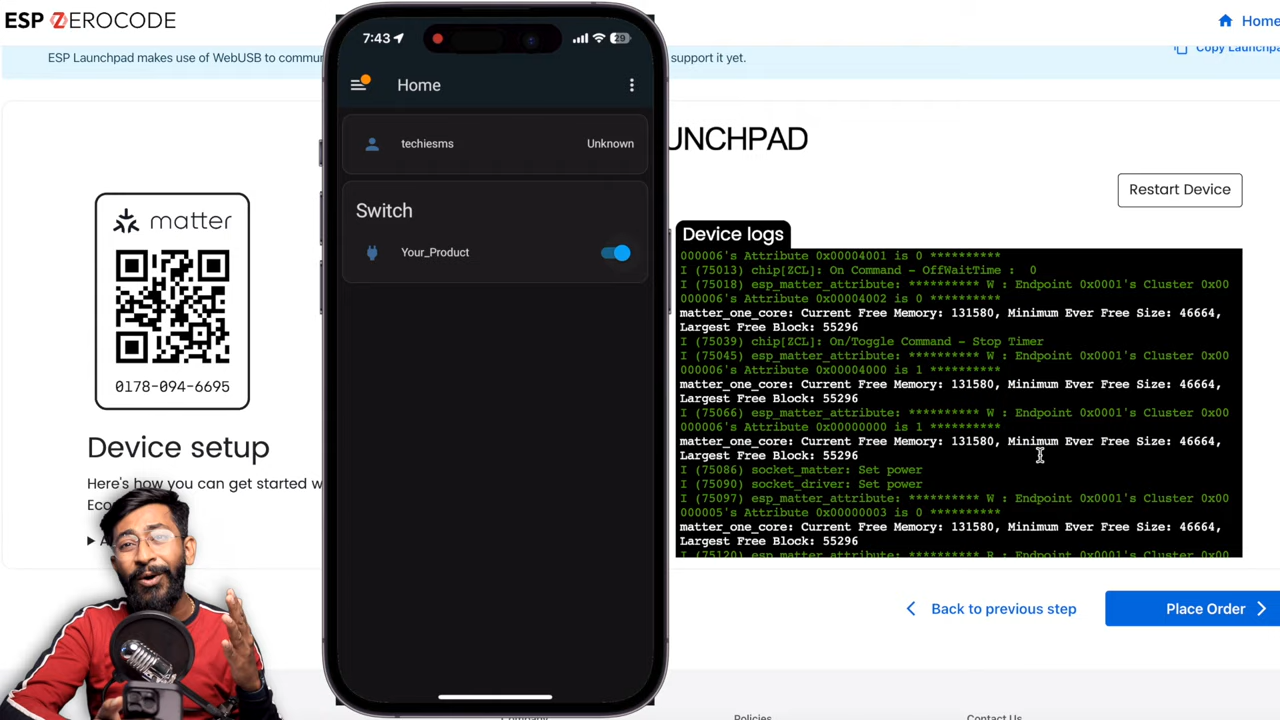 ESP ZEROCODE
Home
ESP Launchpad makes use of WebUSB to commu
support it yet.
Copy Launchpa
7:43
29
Home
techiesms
Unknown
Switch
Your_Product
matter
0178-094-6695
Device setup
Here's how you can get started w
Eco
UNCHPAD
Restart Device
Device logs
000006's Attribute 0x00004001 is 0 **********
I (75013) chip[ZCL]: On Command - OffWaitTime :  0
I (75018) esp_matter_attribute: ********** W : Endpoint 0x0001's Cluster 0x00
000006's Attribute 0x00004002 is 0 **********
matter_one_core: Current Free Memory: 131580, Minimum Ever Free Size: 46664,
Largest Free Block: 55296
I (75039) chip[ZCL]: On/Toggle Command - Stop Timer
I (75045) esp_matter_attribute: ********** W : Endpoint 0x0001's Cluster 0x00
000006's Attribute 0x00004000 is 1 **********
matter_one_core: Current Free Memory: 131580, Minimum Ever Free Size: 46664,
Largest Free Block: 55296
I (75066) esp_matter_attribute: ********** W : Endpoint 0x0001's Cluster 0x00
000006's Attribute 0x00000000 is 1 **********
matter_one_core: Current Free Memory: 131580, Minimum Ever Free Size: 46664,
Largest Free Block: 55296
I (75086) socket_matter: Set power
I (75090) socket_driver: Set power
I (75097) esp_matter_attribute: ********** W : Endpoint 0x0001's Cluster 0x00
000005's Attribute 0x00000003 is 0 **********
matter_one_core: Current Free Memory: 131580, Minimum Ever Free Size: 46664,
Largest Free Block: 55296
I (75120) esp_matter_attribute: ********** R : Endpoint 0x0001's Cluster 0x00
Back to previous step
Place Order
Company
Policies
Contact Us